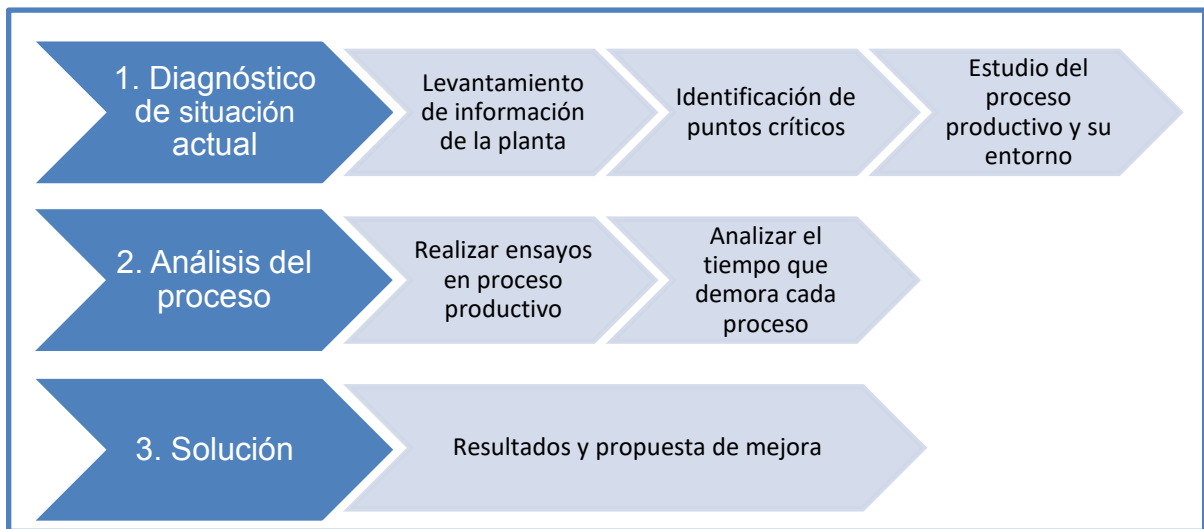 1. Diagnóstico
de situación
actual
Levantamiento
de información
de la planta
Identificación de
puntos críticos
Estudio del
proceso
productivo y su
entorno
2. Análisis del
proceso
Realizar ensayos
en proceso
productivo
Analizar el
tiempo que
demora cada
proceso
3. Solución
Resultados y propuesta de mejora